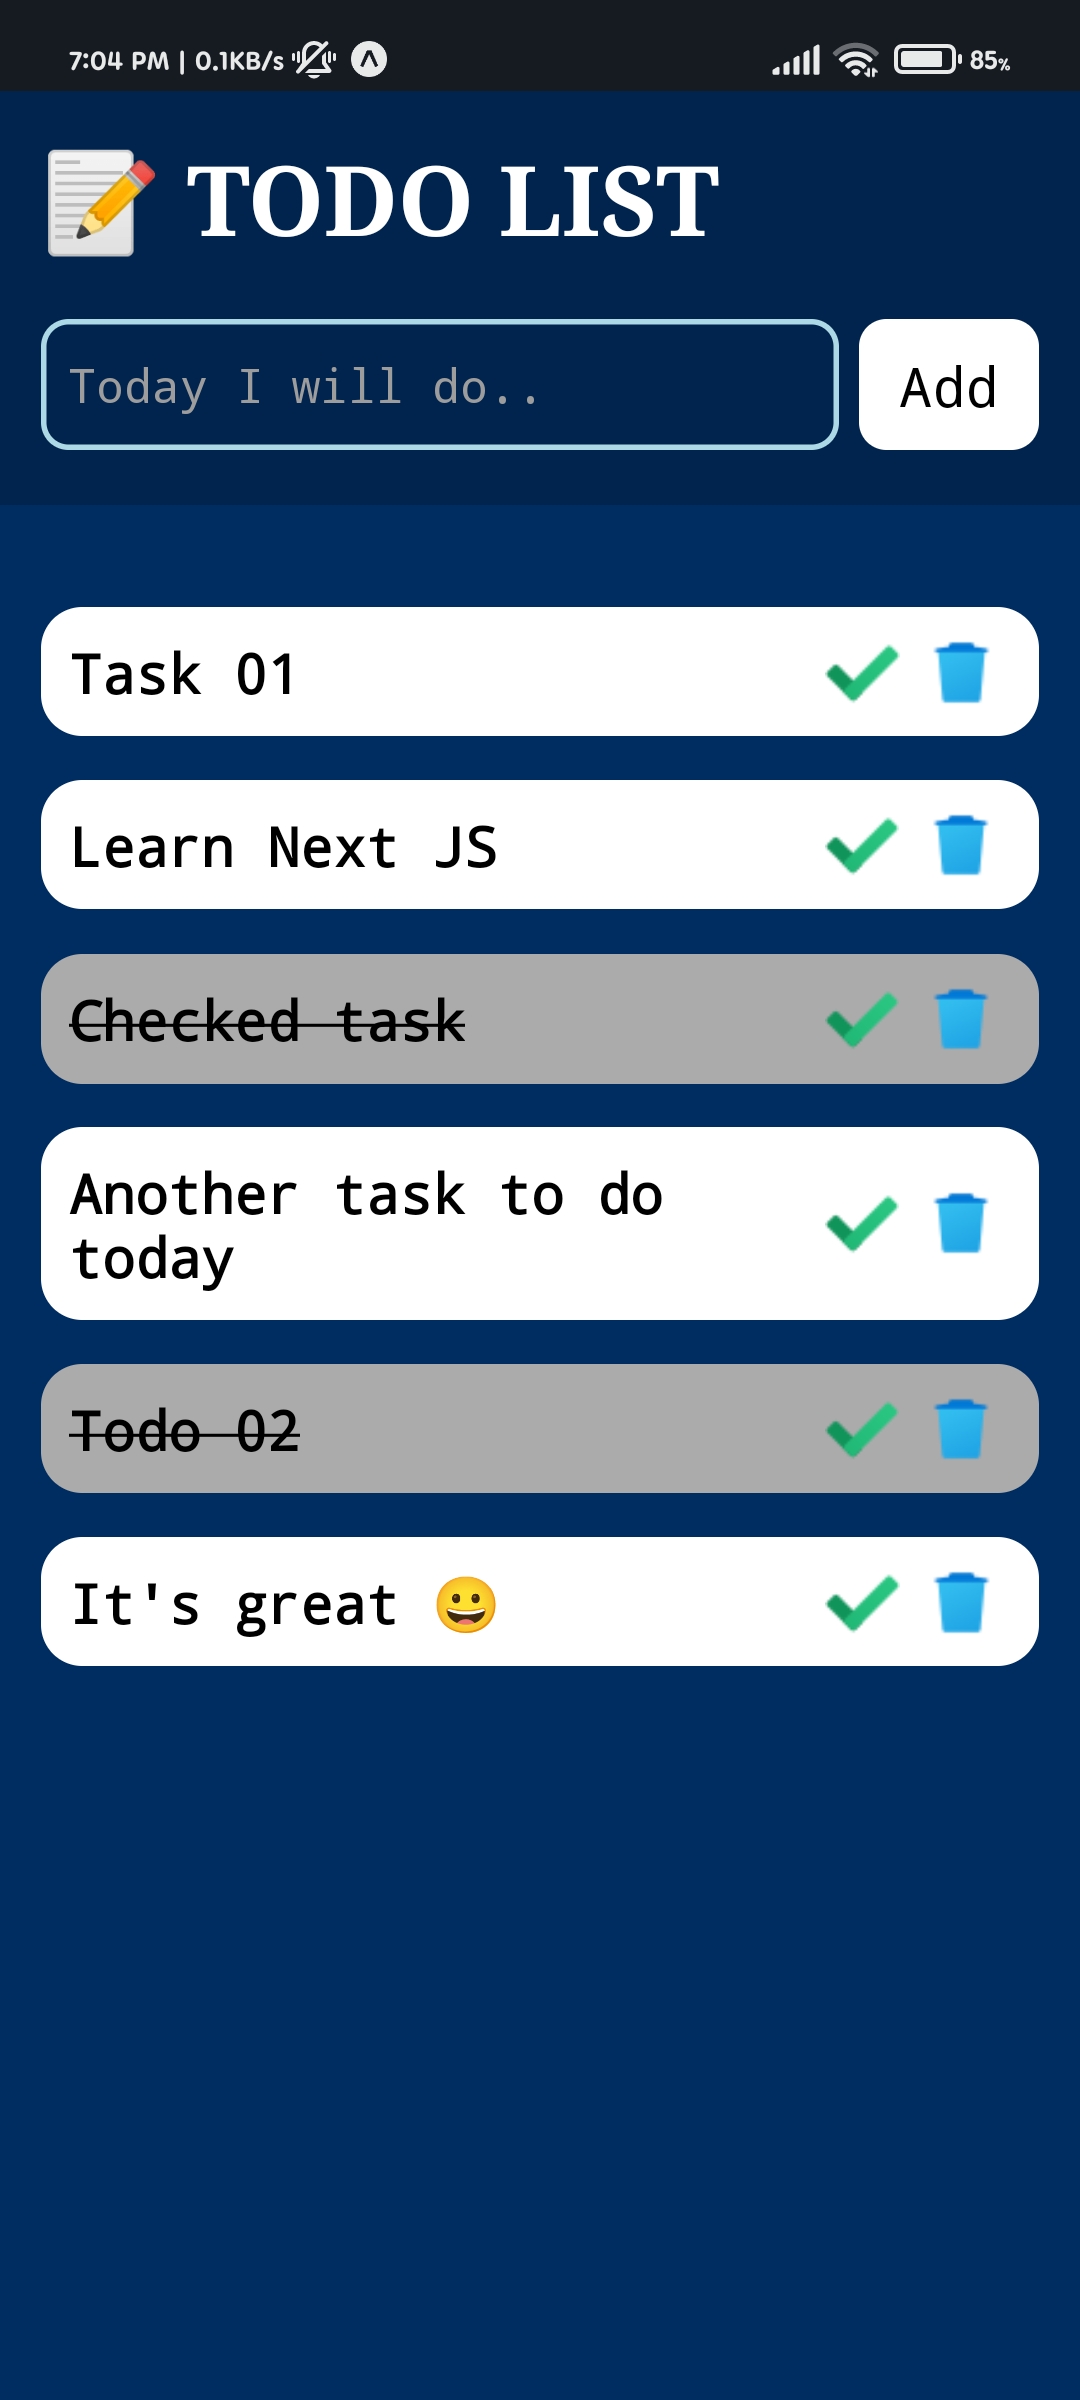 7:04 PM | 0.1KB/s 85%
📝 TODO LIST
Today I will do..
Add
Task 01
Learn Next JS
Checked task
Another task to do
today
Todo 02
It's great 😀